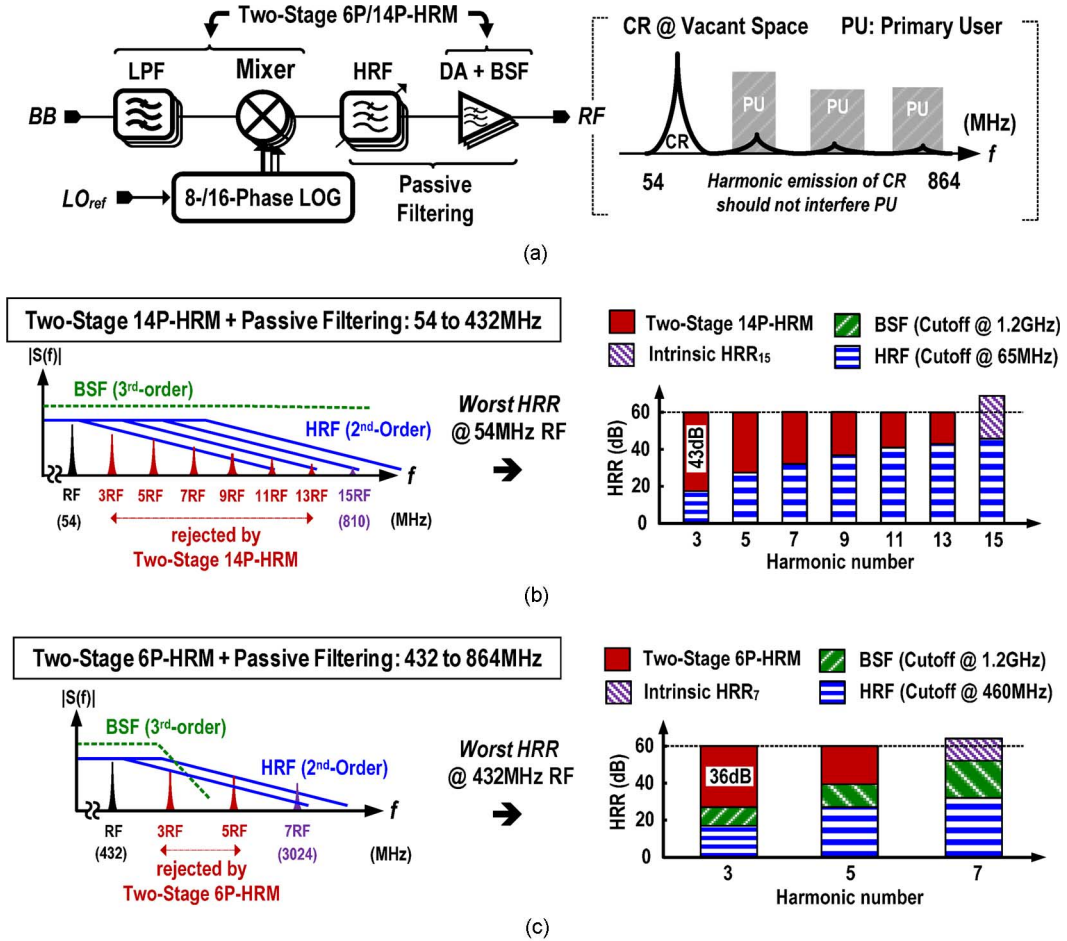 Two-Stage 6P/14P-HRM
LPF
Mixer
HRF
DA + BSF
BB
RF
LOref
8-/16-Phase LOG
Passive
Filtering
CR @ Vacant Space
PU: Primary User
PU
PU
PU
CR
(MHz)
f
54
864
Harmonic emission of CR
should not interfere PU
(a)
Two-Stage 14P-HRM + Passive Filtering: 54 to 432MHz
|S(f)|
BSF (3rd-order)
HRF (2nd-Order)
f
RF
3RF
5RF
7RF
9RF
11RF
13RF
15RF
(54)
(810)
(MHz)
rejected by
Two-Stage 14P-HRM
Worst HRR
@ 54MHz RF
Two-Stage 14P-HRM
BSF (Cutoff @ 1.2GHz)
Intrinsic HRR15
HRF (Cutoff @ 65MHz)
HRR (dB)
60
40
20
0
43dB
3
5
7
9
11
13
15
Harmonic number
(b)
Two-Stage 6P-HRM + Passive Filtering: 432 to 864MHz
|S(f)|
BSF (3rd-order)
HRF (2nd-Order)
f
RF
3RF
5RF
7RF
(432)
(3024)
(MHz)
rejected by
Two-Stage 6P-HRM
Worst HRR
@ 432MHz RF
Two-Stage 6P-HRM
BSF (Cutoff @ 1.2GHz)
Intrinsic HRR7
HRF (Cutoff @ 460MHz)
HRR (dB)
60
40
20
0
36dB
3
5
7
Harmonic number
(c)